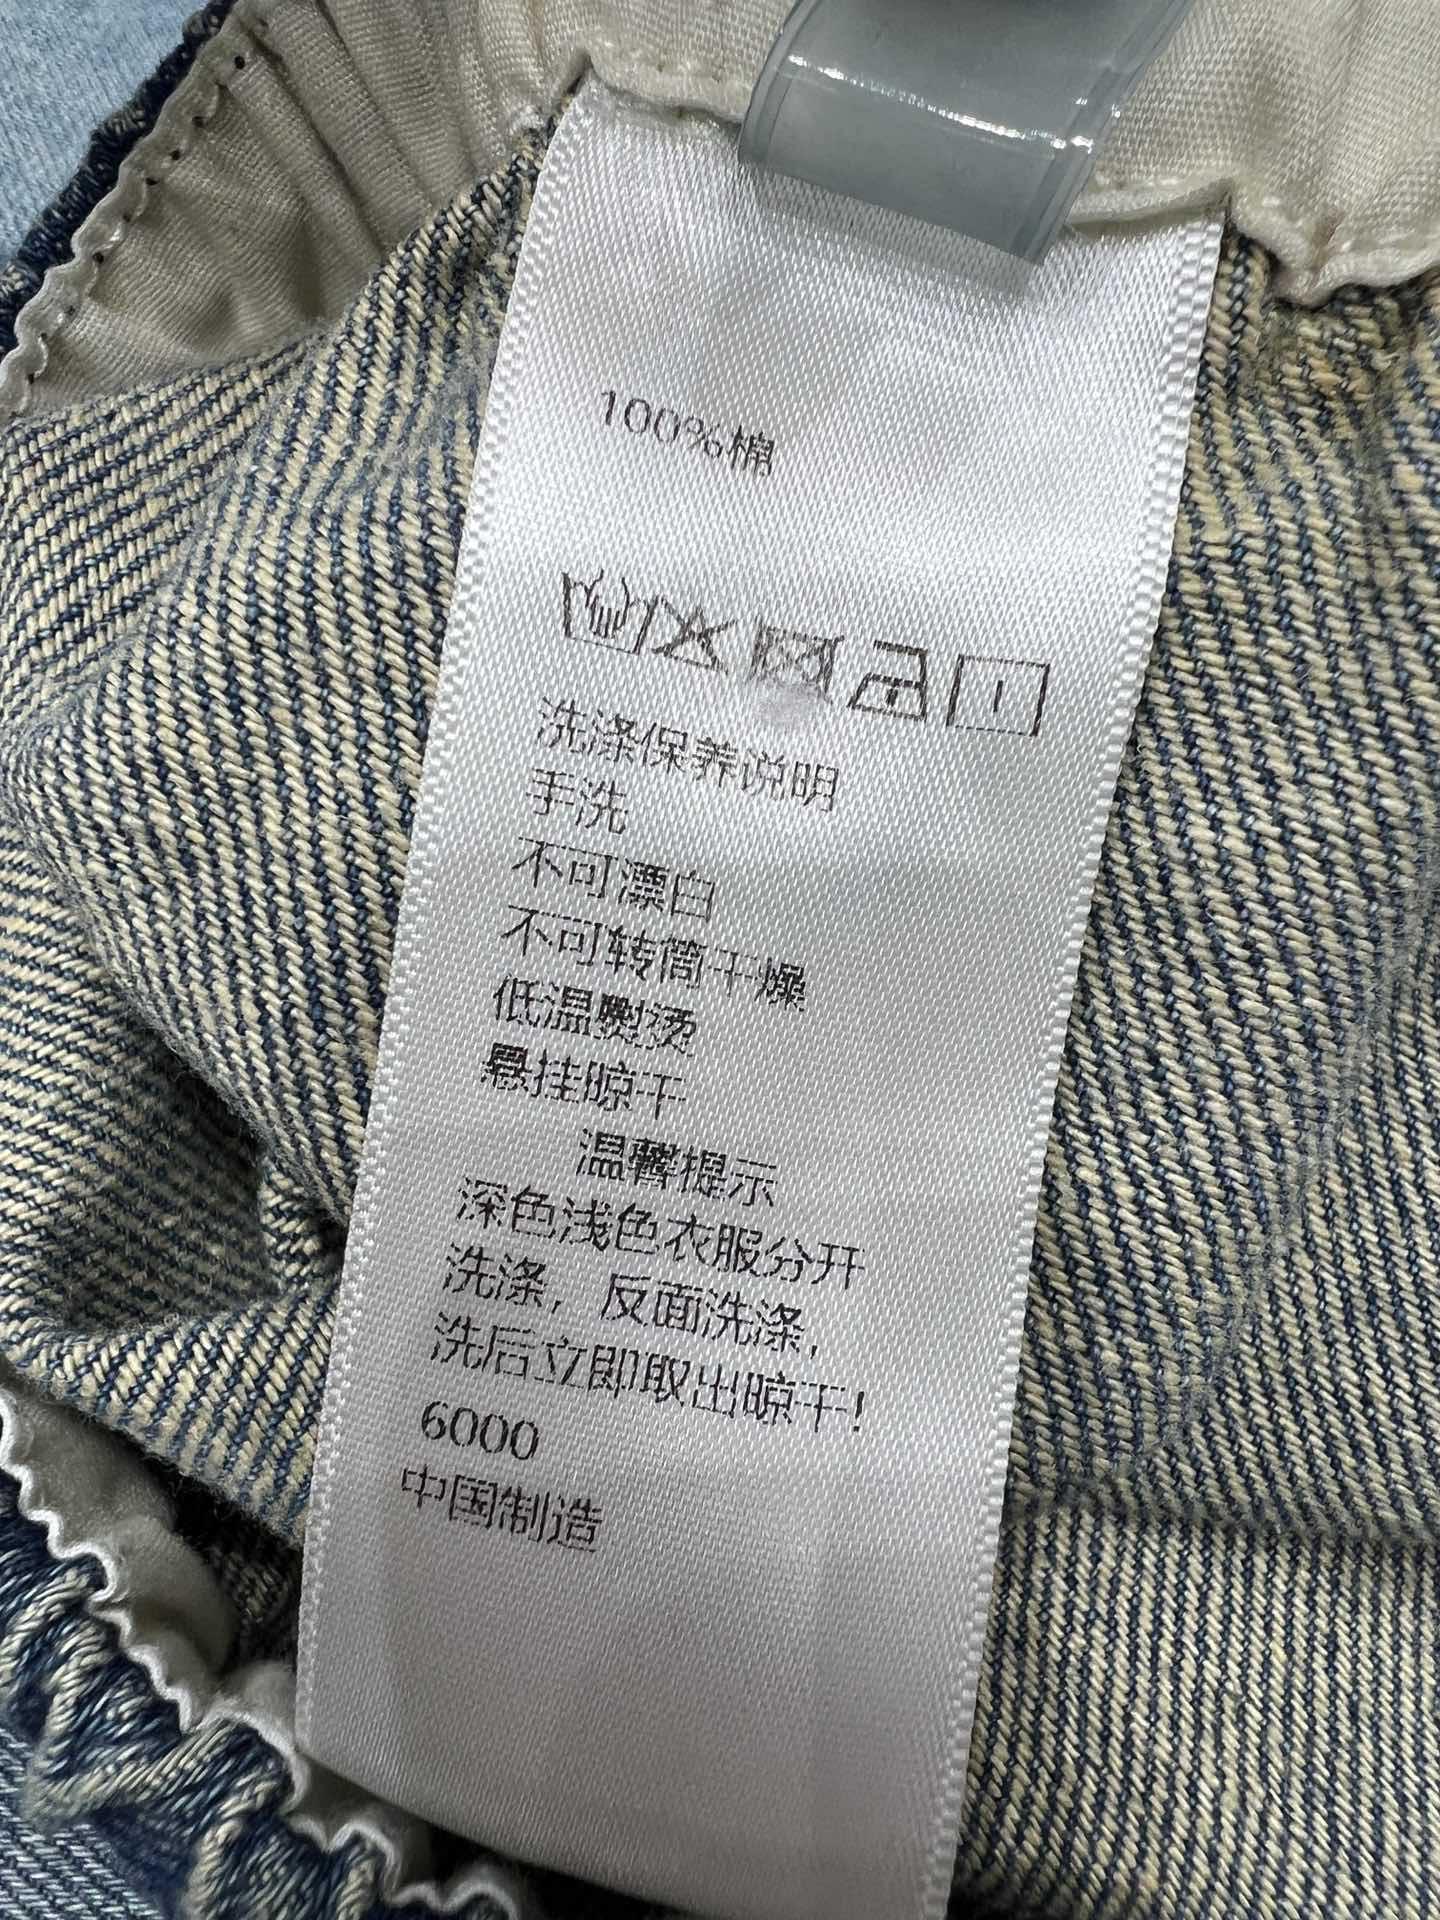 100%棉
洗涤保养说明
手洗
不可漂白
不可转筒干燥
低温熨烫
悬挂晾干
温馨提示
深色浅色衣服分开
洗涤，反面洗涤，
洗后立即取出晾干！
6000
中国制造